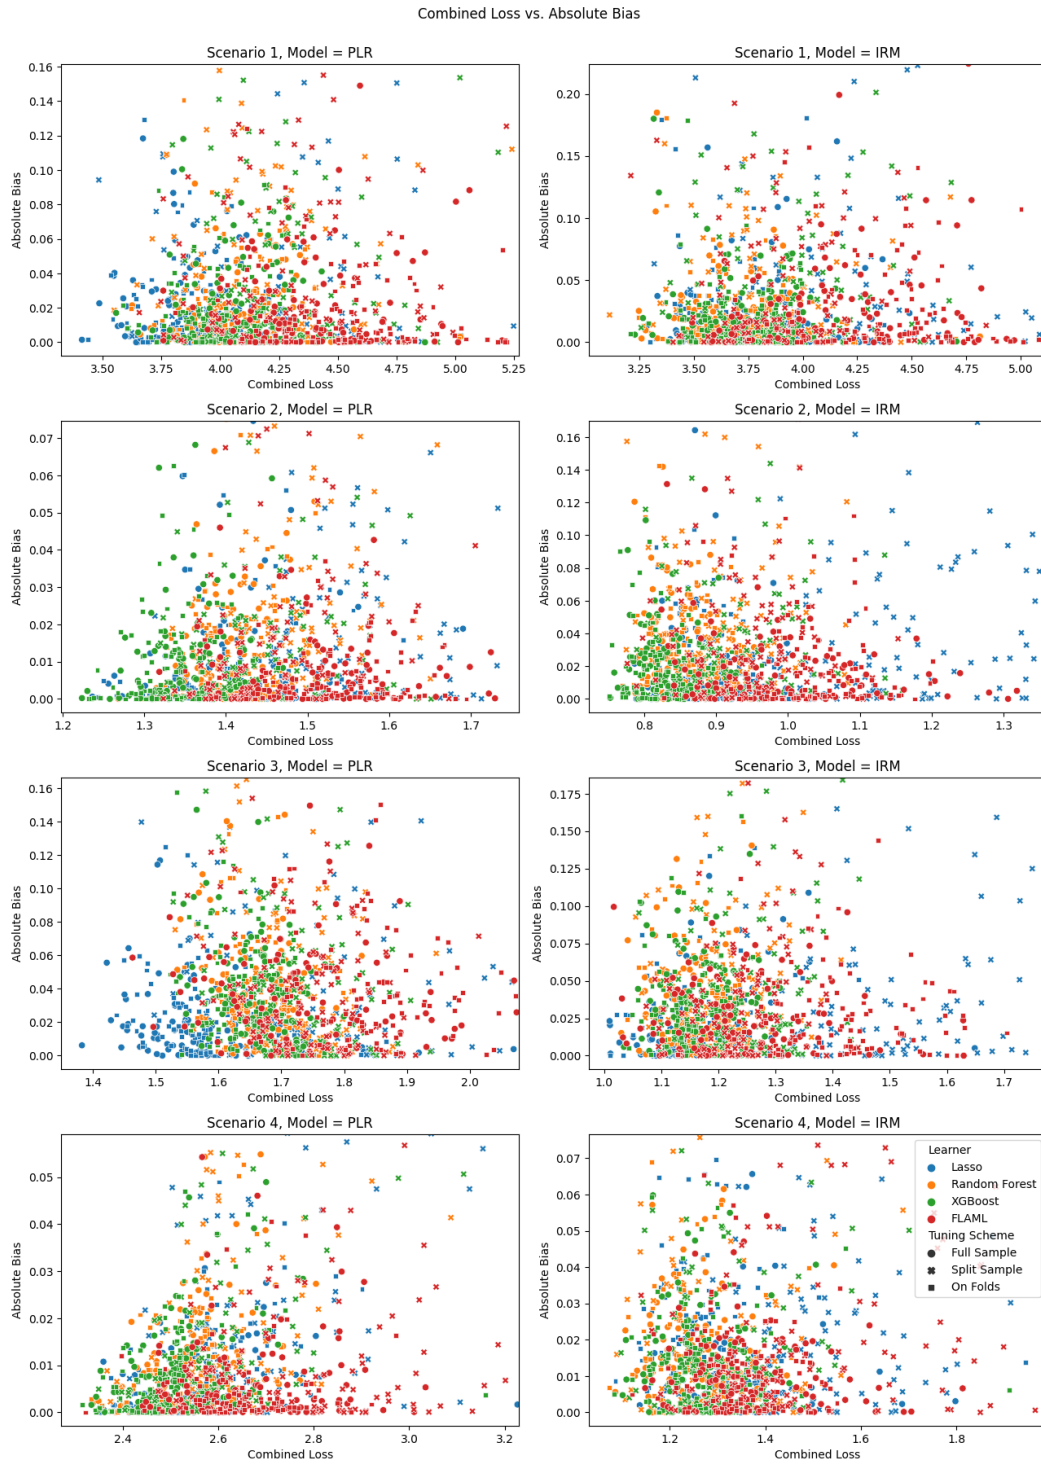 Combined Loss vs. Absolute Bias
Scenario 1, Model = PLR
Absolute Bias
0.16
0.14
0.12
0.10
0.08
0.06
0.04
0.02
0.00
3.50 3.75 4.00 4.25 4.50 4.75 5.00 5.25
Combined Loss
Scenario 1, Model = IRM
Absolute Bias
0.20
0.15
0.10
0.05
0.00
3.25 3.50 3.75 4.00 4.25 4.50 4.75 5.00
Combined Loss
Scenario 2, Model = PLR
Absolute Bias
0.07
0.06
0.05
0.04
0.03
0.02
0.01
0.00
1.2 1.3 1.4 1.5 1.6 1.7
Combined Loss
Scenario 2, Model = IRM
Absolute Bias
0.16
0.14
0.12
0.10
0.08
0.06
0.04
0.02
0.00
0.8 0.9 1.0 1.1 1.2 1.3
Combined Loss
Scenario 3, Model = PLR
Absolute Bias
0.16
0.14
0.12
0.10
0.08
0.06
0.04
0.02
0.00
1.4 1.5 1.6 1.7 1.8 1.9 2.0
Combined Loss
Scenario 3, Model = IRM
Absolute Bias
0.175
0.150
0.125
0.100
0.075
0.050
0.025
0.000
1.0 1.1 1.2 1.3 1.4 1.5 1.6 1.7
Combined Loss
Scenario 4, Model = PLR
Absolute Bias
0.05
0.04
0.03
0.02
0.01
0.00
2.4 2.6 2.8 3.0 3.2
Combined Loss
Scenario 4, Model = IRM
Absolute Bias
0.07
0.06
0.05
0.04
0.03
0.02
0.01
0.00
1.2 1.4 1.6 1.8
Combined Loss
Learner
Lasso
Random Forest
XGBoost
FLAML
Tuning Scheme
Full Sample
Split Sample
On Folds